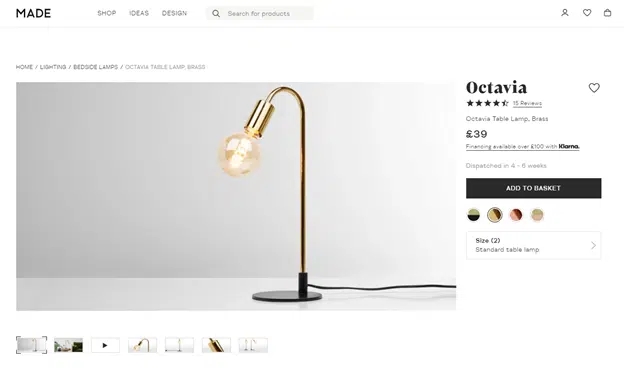 MADE
SHOP IDEAS DESIGN Search for products
HOME / LIGHTING / BEDSIDE LAMPS / OCTAVIA TABLE LAMP, BRASS
Octavia
15 Reviews
Octavia Table Lamp, Brass
£39
Financing available over £100 with Klarna.
Dispatched in 4 - 6 weeks
ADD TO BASKET
Size (2)
Standard table lamp